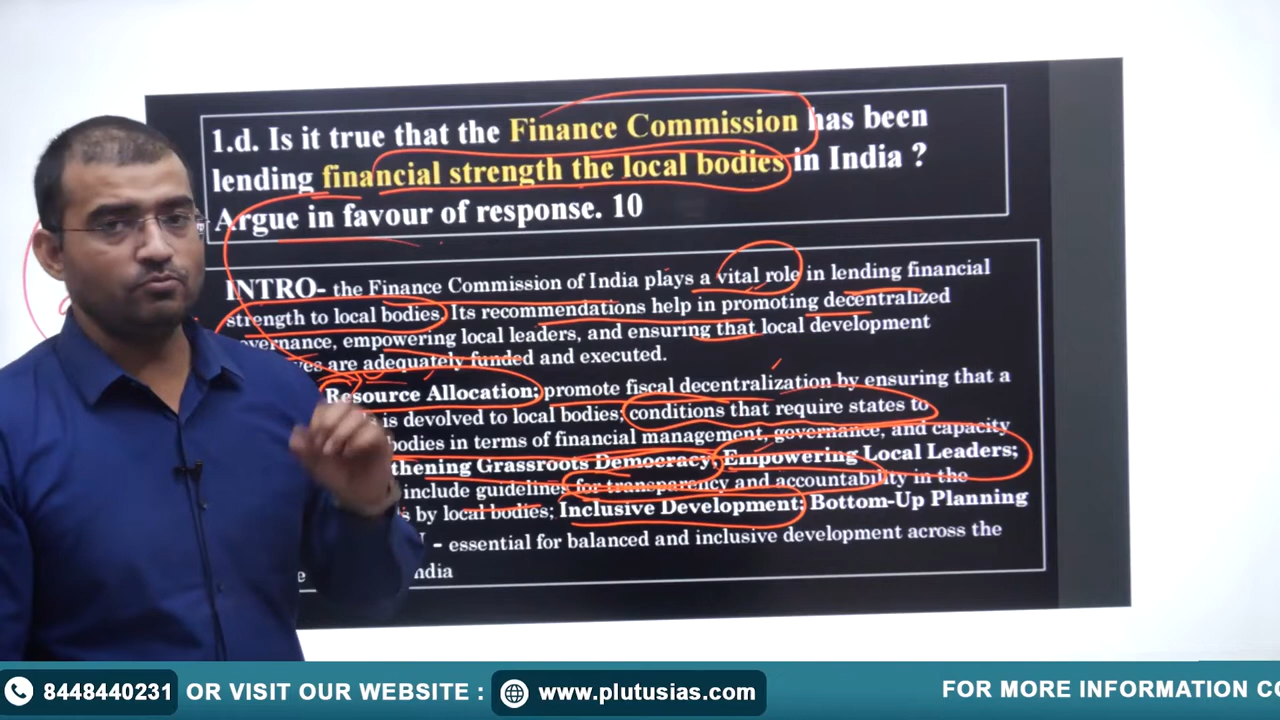 1.d. Is it true that the Finance Commission has been
lending financial strength the local bodies in India ?
Argue in favour of response. 10
INTRO- the Finance Commission of India plays a vital role in lending financial
strength to local bodies. Its recommendations help in promoting decentralized
governance, empowering local leaders, and ensuring that local development
are adequately funded and executed.
Resource Allocation; promote fiscal decentralization by ensuring that a
is devolved to local bodies; conditions that require states to
bodies in terms of financial management, governance, and capacity
thening Grassroots Democracy; Empowering Local Leaders;
include guidelines for transparency and accountability in the
by local bodies; Inclusive Development; Bottom-Up Planning
– essential for balanced and inclusive development across the
ndia
8448440231 OR VISIT OUR WEBSITE : www.plutusias.com FOR MORE INFORMATION CO